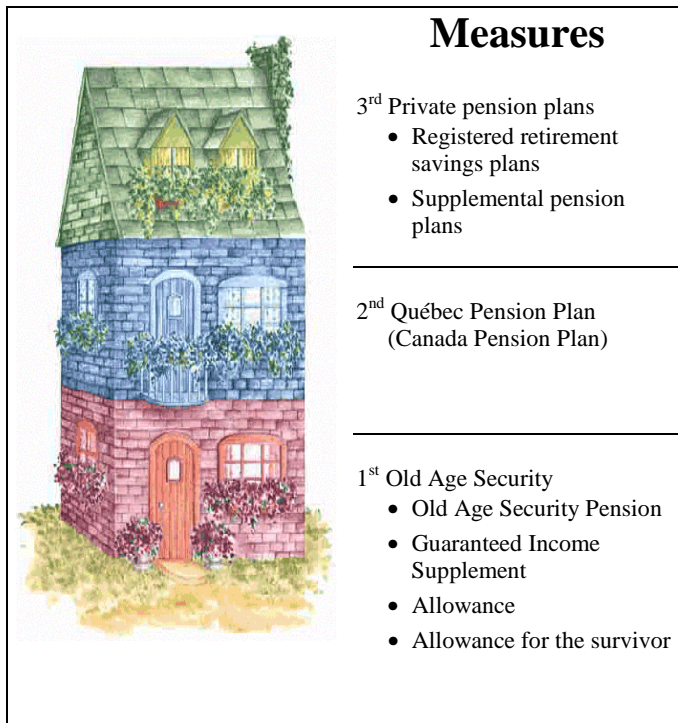 Measures
3rd Private pension plans
• Registered retirement
savings plans
• Supplemental pension
plans
2nd Québec Pension Plan
(Canada Pension Plan)
1st Old Age Security
• Old Age Security Pension
• Guaranteed Income
Supplement
• Allowance
• Allowance for the survivor